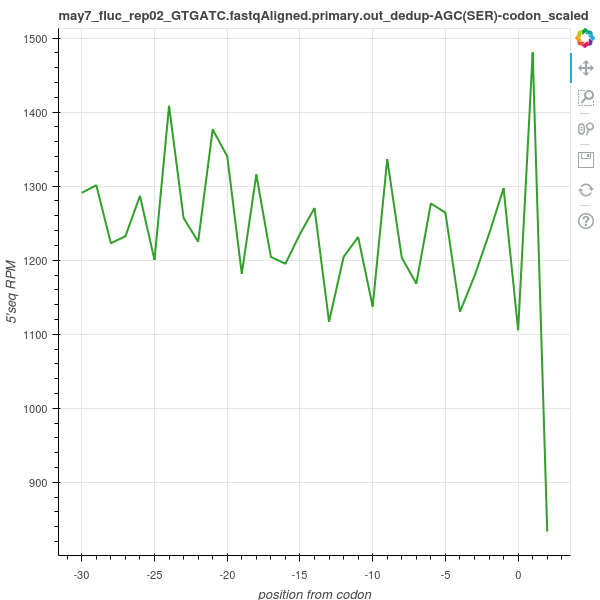 may7_fluc_rep02_GTGATC.fastqAligned.primary.out_dedup-AGC(SER)-codon_scaled
1500
1400
1300
1200
1100
1000
900
5'seq RPM
-30 -25 -20 -15 -10 -5 0
position from codon